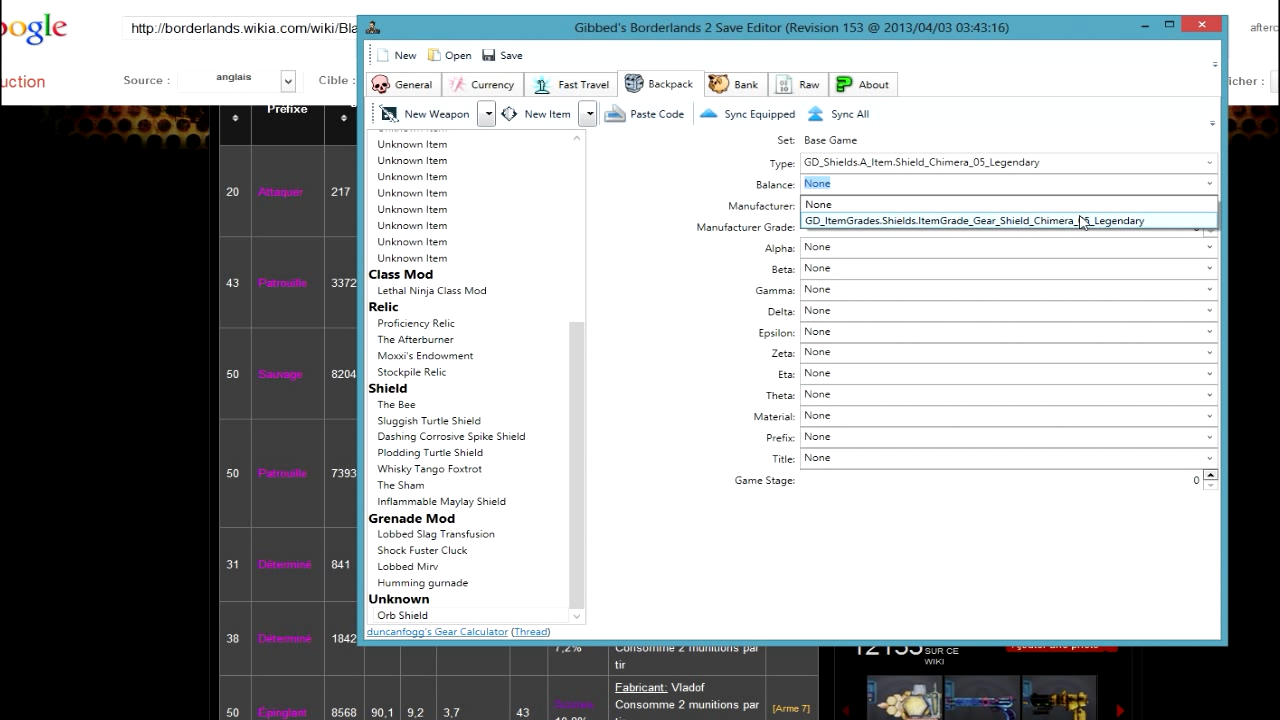 oogle
http://borderlands.wikia.com/wiki/Bla
afterc
uction
Source :
anglais
Cible :
cher :
Gibbed's Borderlands 2 Save Editor (Revision 153 @ 2013/04/03 03:43:16)
New Open Save
General Currency Fast Travel Backpack Bank Raw About
New Weapon New Item Paste Code Sync Equipped Sync All
Unknown Item
Unknown Item
Unknown Item
Unknown Item
Unknown Item
Unknown Item
Unknown Item
Unknown Item
Class Mod
Lethal Ninja Class Mod
Relic
Proficiency Relic
The Afterburner
Moxxi's Endowment
Stockpile Relic
Shield
The Bee
Sluggish Turtle Shield
Dashing Corrosive Spike Shield
Plodding Turtle Shield
Whisky Tango Foxtrot
The Sham
Inflammable Maylay Shield
Grenade Mod
Lobbed Slag Transfusion
Shock Fuster Cluck
Lobbed Mirv
Humming gurnade
Unknown
Orb Shield
duncanfogg's Gear Calculator (Thread)
Set: Base Game
Type: GD_Shields.A_Item.Shield_Chimera_05_Legendary
Balance: None
None
GD_ItemGrades.Shields.ItemGrade_Gear_Shield_Chimera_05_Legendary
Manufacturer:
Manufacturer Grade:
Alpha: None
Beta: None
Gamma: None
Delta: None
Epsilon: None
Zeta: None
Eta: None
Theta: None
Material: None
Prefix: None
Title: None
Game Stage: 0
Préfixe
20 Attaquer 217
43 Patrouille 3372
50 Sauvage 8204
50 Patrouille 7393
31 Déterminé 841
38 Déterminé 1842
7,2%
Consomme 2 munitions par
tir
50 Épinglant 8568 90,1 9,2 3,7 43
Fabricant: Vladof
Consomme 2 munitions par
tir
[Arme 7]
12155 SUR CE
WIKI
Ajouter une photo